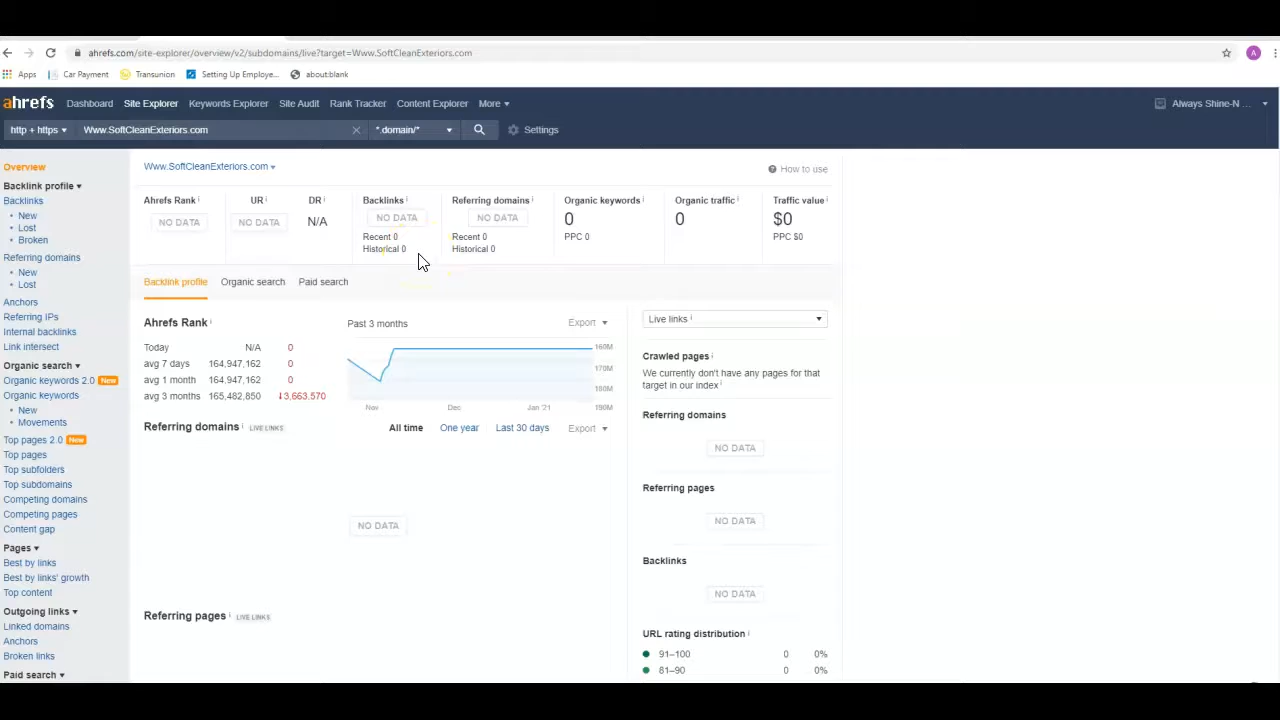 ahrefs.com/site-explorer/overview/v2/subdomains/live?target=Www.SoftCleanExteriors.com
A
Apps Car Payment Transunion Setting Up Employe... about:blank
ahrefs Dashboard Site Explorer Keywords Explorer Site Audit Rank Tracker Content Explorer More Always Shine-N ...
http + https Www.SoftCleanExteriors.com *.domain/* Settings
Overview
Backlink profile
Backlinks
New
Lost
Broken
Referring domains
New
Lost
Anchors
Referring IPs
Internal backlinks
Link intersect
Organic search
Organic keywords 2.0 New
Organic keywords
New
Movements
Top pages 2.0 New
Top pages
Top subfolders
Top subdomains
Competing domains
Competing pages
Content gap
Pages
Best by links
Best by links' growth
Top content
Outgoing links
Linked domains
Anchors
Broken links
Paid search
Www.SoftCleanExteriors.com
How to use
Ahrefs Rank i
NO DATA
UR i
NO DATA
DR i
N/A
Backlinks i
NO DATA
Recent 0
Historical 0
Referring domains i
NO DATA
Recent 0
Historical 0
Organic keywords i
0
PPC 0
Organic traffic i
0
Traffic value i
$0
PPC $0
Backlink profile Organic search Paid search
Ahrefs Rank i
Today N/A 0
avg 7 days 164,947,162 0
avg 1 month 164,947,162 0
avg 3 months 165,482,850 ↓3,663,570
Past 3 months Export
160M
170M
180M
190M
Nov Dec Jan '21
Referring domains i LIVE LINKS All time One year Last 30 days Export
NO DATA
Referring pages i LIVE LINKS
Live links i
Crawled pages i
We currently don't have any pages for that
target in our index i
Referring domains
NO DATA
Referring pages
NO DATA
Backlinks
NO DATA
URL rating distribution i
91–100 0 0%
81–90 0 0%